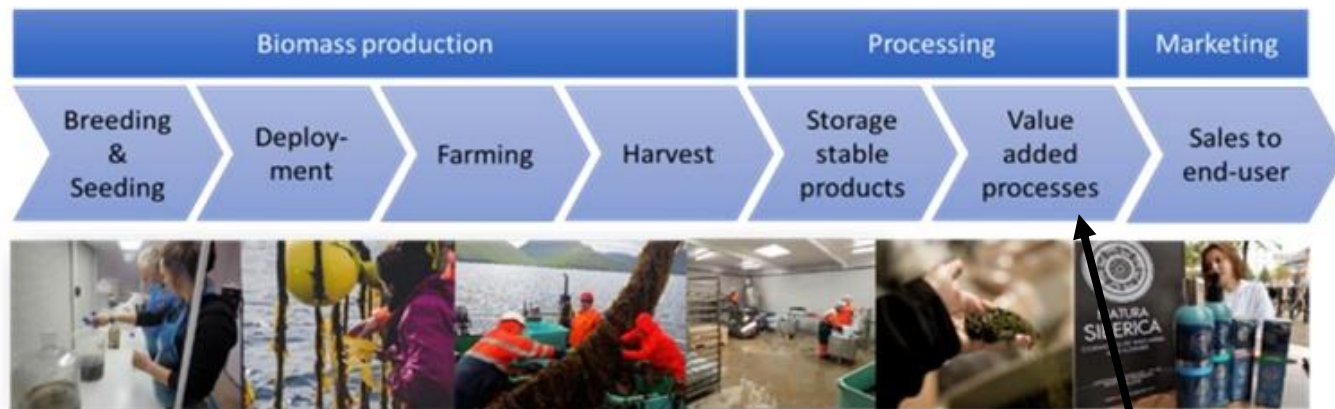 Biomass production
Processing
Marketing
Breeding
&
Seeding
Deploy-
ment
Farming
Harvest
Storage
stable
products
Value
added
processes
Sales to
end-user
NATURA
SIBERICA